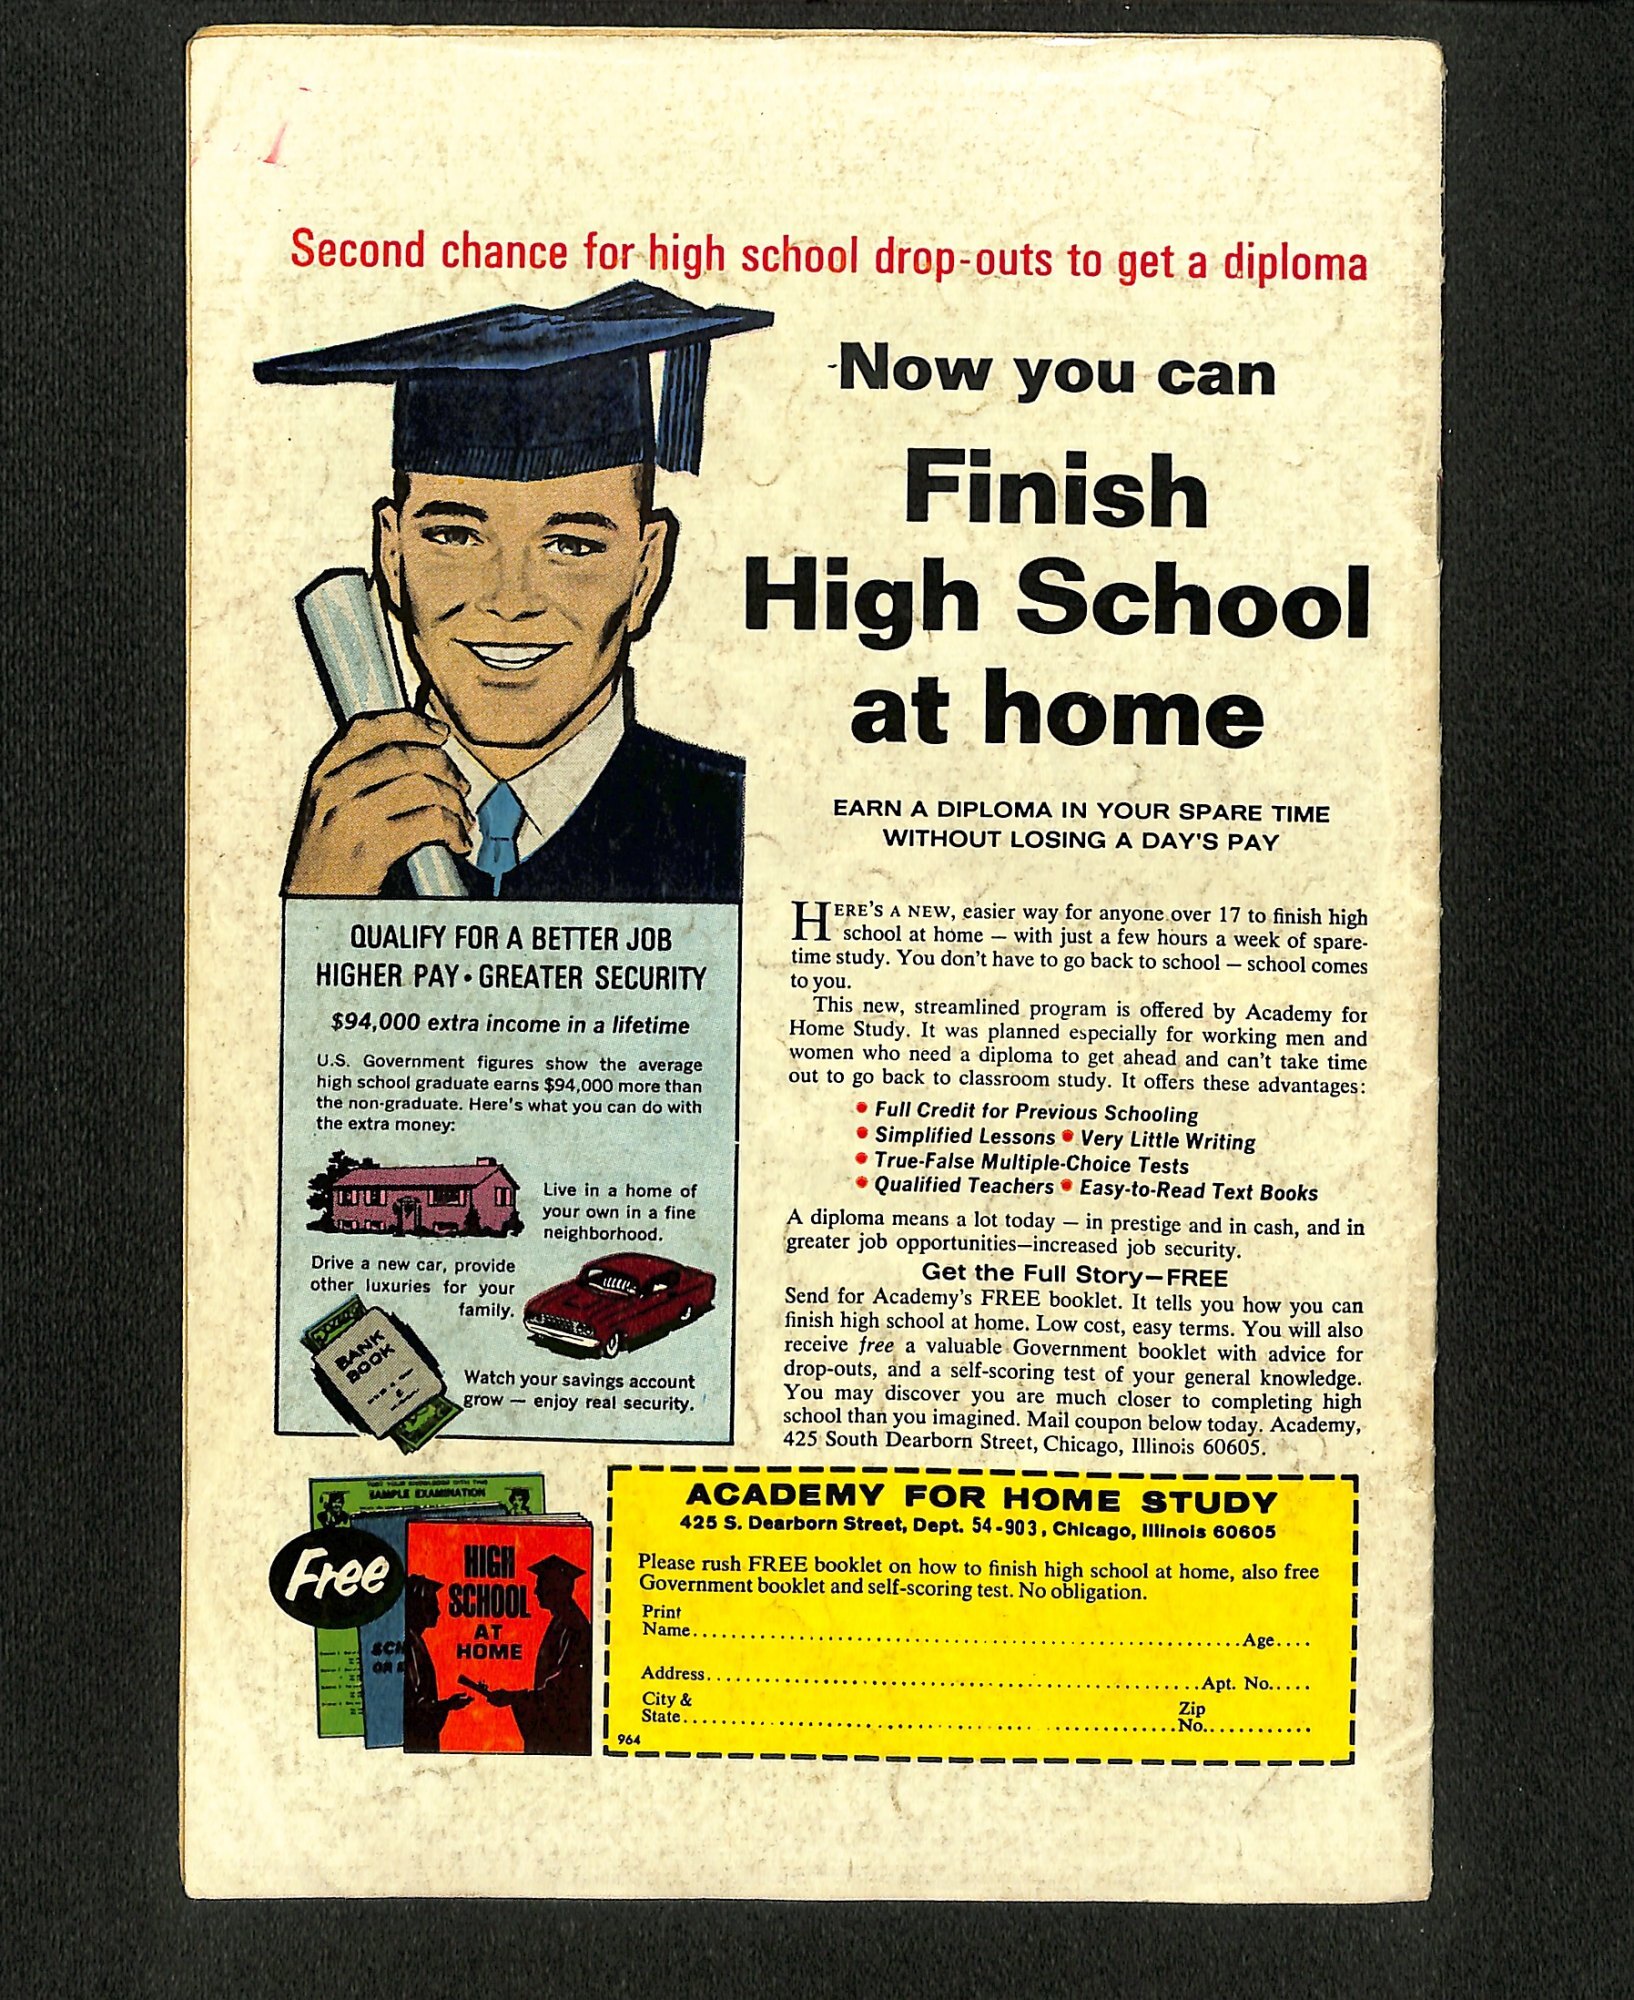 Second chance for high school drop-outs to get a diploma
Now you can
Finish
High School
at home
EARN A DIPLOMA IN YOUR SPARE TIME
WITHOUT LOSING A DAY'S PAY
HERE'S A NEW, easier way for anyone over 17 to finish high
school at home — with just a few hours a week of spare-
time study. You don't have to go back to school — school comes
to you.
This new, streamlined program is offered by Academy for
Home Study. It was planned especially for working men and
women who need a diploma to get ahead and can't take time
out to go back to classroom study. It offers these advantages:
• Full Credit for Previous Schooling
• Simplified Lessons • Very Little Writing
• True-False Multiple-Choice Tests
• Qualified Teachers • Easy-to-Read Text Books
A diploma means a lot today — in prestige and in cash, and in
greater job opportunities—increased job security.
Get the Full Story—FREE
Send for Academy's FREE booklet. It tells you how you can
finish high school at home. Low cost, easy terms. You will also
receive free a valuable Government booklet with advice for
drop-outs, and a self-scoring test of your general knowledge.
You may discover you are much closer to completing high
school than you imagined. Mail coupon below today. Academy,
425 South Dearborn Street, Chicago, Illinois 60605.
QUALIFY FOR A BETTER JOB
HIGHER PAY • GREATER SECURITY
$94,000 extra income in a lifetime
U.S. Government figures show the average
high school graduate earns $94,000 more than
the non-graduate. Here's what you can do with
the extra money:
Live in a home of
your own in a fine
neighborhood.
Drive a new car, provide
other luxuries for your
family.
BANK
BOOK
Watch your savings account
grow — enjoy real security.
TEST YOUR KNOWLEDGE WITH THIS
SAMPLE EXAMINATION
Free
SCH
OR
HIGH
SCHOOL
AT
HOME
ACADEMY FOR HOME STUDY
425 S. Dearborn Street, Dept. 54-903, Chicago, Illinois 60605
Please rush FREE booklet on how to finish high school at home, also free
Government booklet and self-scoring test. No obligation.
Print
Name Age
Address Apt. No.
City & Zip
State No.
964